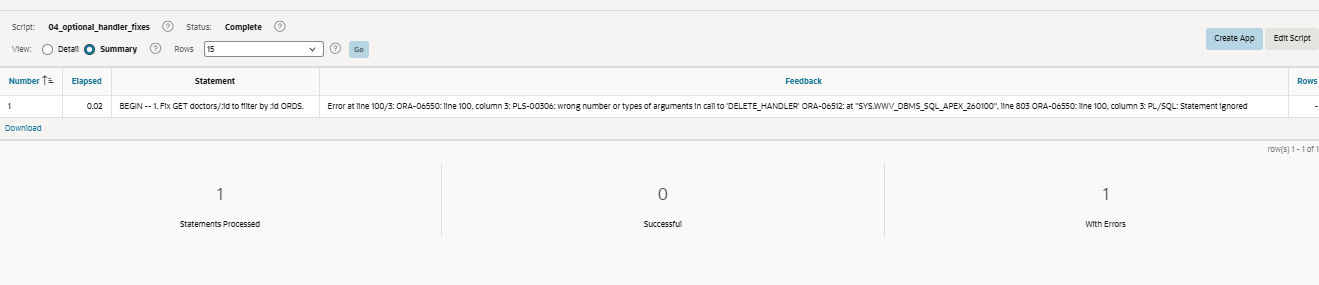 Script: 04_optional_handler_fixes Status: Complete
View: Detail Summary Rows 15 Go
Create App Edit Script
Number Elapsed Statement Feedback Rows
1 0.02 BEGIN -- 1. Fix GET doctors/:id to filter by :id ORDS. Error at line 100/3: ORA-06550: line 100, column 3: PLS-00306: wrong number or types of arguments in call to 'DELETE_HANDLER' ORA-06512: at "SYS.WWV_DBMS_SQL_APEX_260100", line 803 ORA-06550: line 100, column 3: PL/SQL: Statement ignored -
Download
row(s) 1 - 1 of 1
1 0 1
Statements Processed Successful With Errors